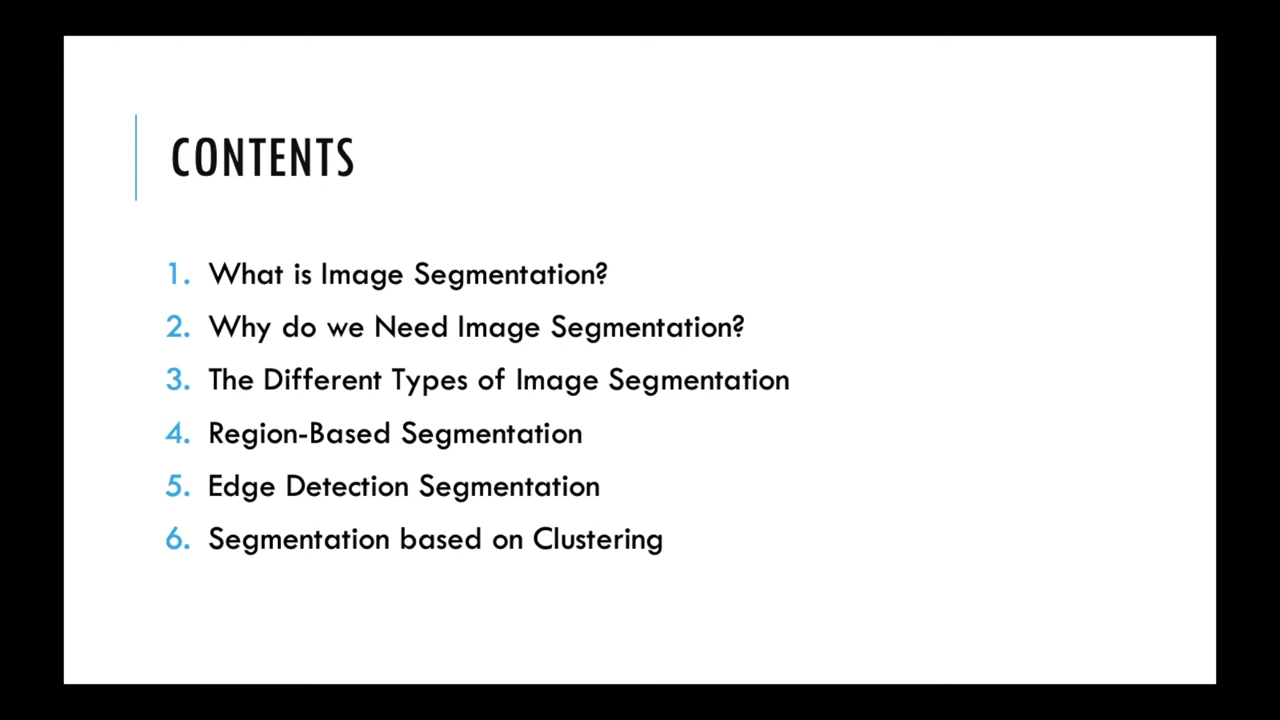 CONTENTS
1. What is Image Segmentation?
2. Why do we Need Image Segmentation?
3. The Different Types of Image Segmentation
4. Region-Based Segmentation
5. Edge Detection Segmentation
6. Segmentation based on Clustering